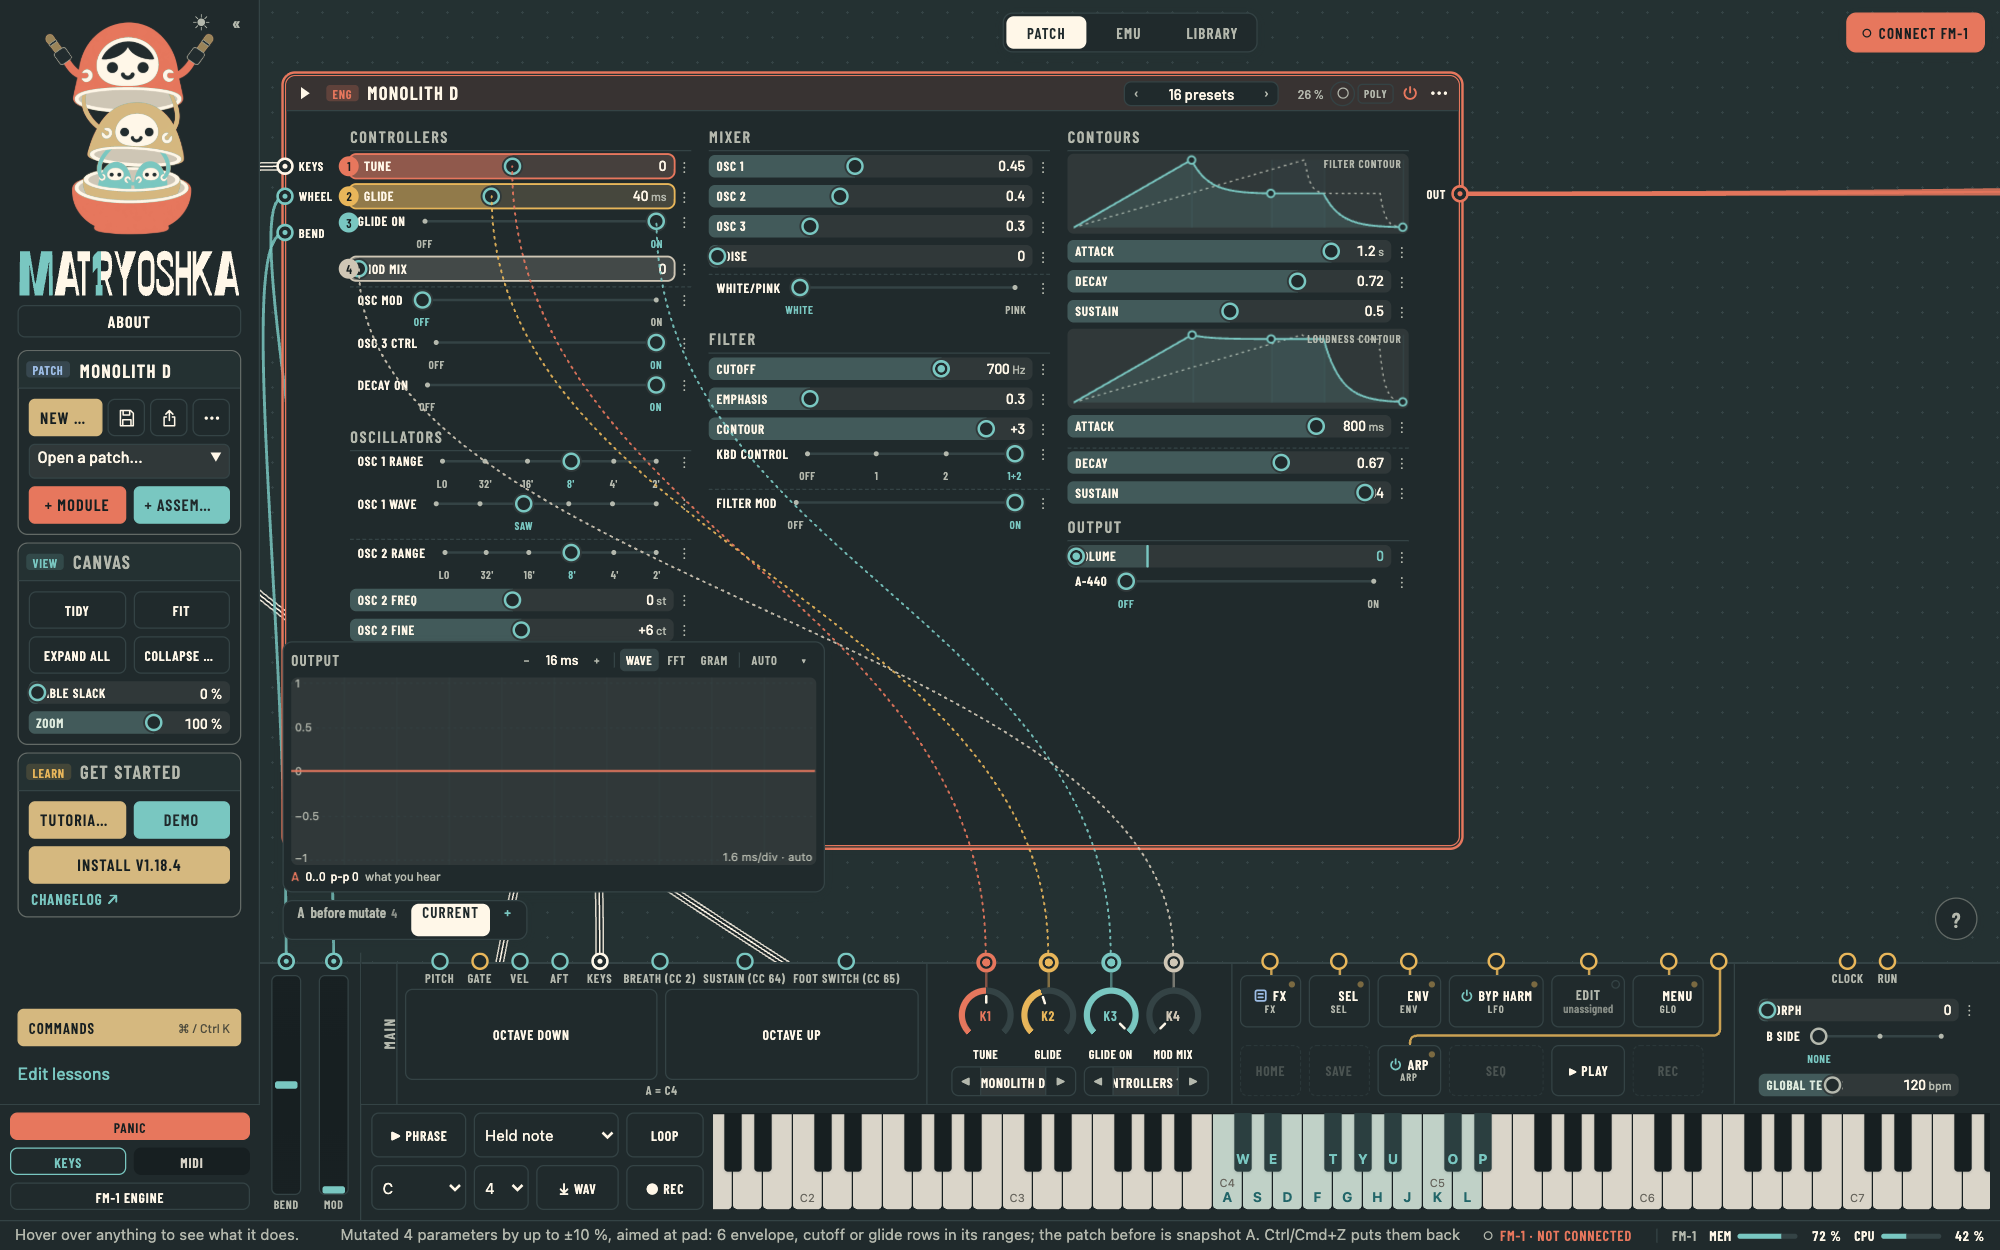 «
PATCH EMU LIBRARY
CONNECT FM-1
MATRYOSHKA
ABOUT
PATCH MONOLITH D
NEW ...
Open a patch...
+ MODULE + ASSEM...
VIEW CANVAS
TIDY FIT
EXPAND ALL COLLAPSE ...
BLE SLACK 0 %
ZOOM 100 %
LEARN GET STARTED
TUTORIA... DEMO
INSTALL V1.18.4
CHANGELOG ↗
COMMANDS ⌘ / Ctrl K
Edit lessons
PANIC
KEYS MIDI
FM-1 ENGINE
ENG MONOLITH D
‹ 16 presets › 26 % POLY
KEYS
WHEEL
BEND
OUT
CONTROLLERS
1 TUNE 0
2 GLIDE 40 ms
3 GLIDE ON
OFF ON
4 MOD MIX 0
OSC MOD
OFF ON
OSC 3 CTRL
OFF ON
DECAY ON
OFF ON
OSCILLATORS
OSC 1 RANGE
LO 32' 16' 8' 4' 2'
OSC 1 WAVE
SAW
OSC 2 RANGE
LO 32' 16' 8' 4' 2'
OSC 2 FREQ 0 st
OSC 2 FINE +6 ct
MIXER
OSC 1 0.45
OSC 2 0.4
OSC 3 0.3
OISE 0
WHITE/PINK
WHITE PINK
FILTER
CUTOFF 700 Hz
EMPHASIS 0.3
CONTOUR +3
KBD CONTROL
OFF 1 2 1+2
FILTER MOD
OFF ON
CONTOURS
FILTER CONTOUR
ATTACK 1.2 s
DECAY 0.72
SUSTAIN 0.5
LOUDNESS CONTOUR
ATTACK 800 ms
DECAY 0.67
SUSTAIN 4
OUTPUT
LUME 0
A-440
OFF ON
OUTPUT – 16 ms + WAVE FFT GRAM AUTO
1
0.5
0
−0.5
−1
1.6 ms/div · auto
A 0..0 p-p 0 what you hear
A before mutate 4 CURRENT +
PITCH GATE VEL AFT KEYS BREATH (CC 2) SUSTAIN (CC 64) FOOT SWITCH (CC 65)
MAIN
OCTAVE DOWN OCTAVE UP
A = C4
K1 K2 K3 K4
TUNE GLIDE GLIDE ON MOD MIX
◀ MONOLITH D ▶ ◀ NTROLLERS ▶
FX
FX
SEL
SEL
ENV
ENV
BYP HARM
LFO
EDIT
unassigned
MENU
GLO
HOME SAVE
ARP
ARP
SEQ
PLAY
REC
CLOCK RUN
ORPH 0
B SIDE
NONE
GLOBAL TE 120 bpm
?
BEND MOD
PHRASE Held note LOOP
C 4 WAV REC
C2 C3 C4 C5 C6 C7
W E T Y U O P
A S D F G H J K L
Hover over anything to see what it does.
Mutated 4 parameters by up to ±10 %, aimed at pad: 6 envelope, cutoff or glide rows in its ranges; the patch before is snapshot A. Ctrl/Cmd+Z puts them back
FM-1 · NOT CONNECTED FM-1 MEM 72 % CPU 42 %